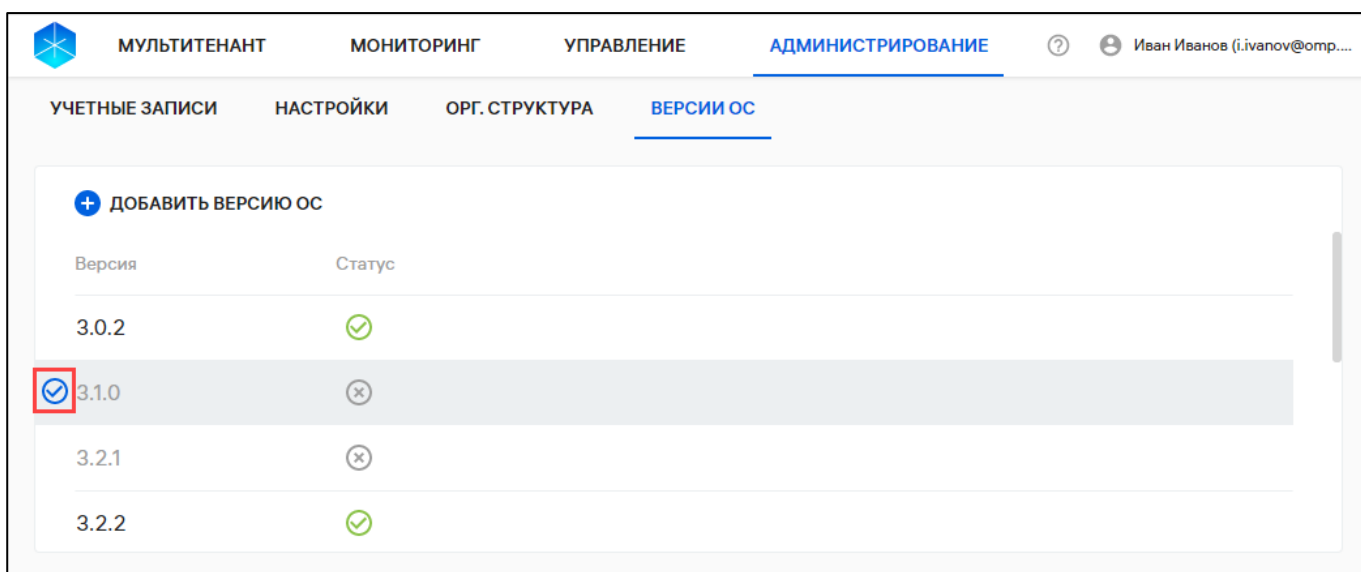 МУЛЬТИТЕНАНТ МОНИТОРИНГ УПРАВЛЕНИЕ АДМИНИСТРИРОВАНИЕ Иван Иванов (i.ivanov@omp....
УЧЕТНЫЕ ЗАПИСИ НАСТРОЙКИ ОРГ. СТРУКТУРА ВЕРСИИ ОС
ДОБАВИТЬ ВЕРСИЮ ОС
Версия Статус
3.0.2
3.1.0
3.2.1
3.2.2